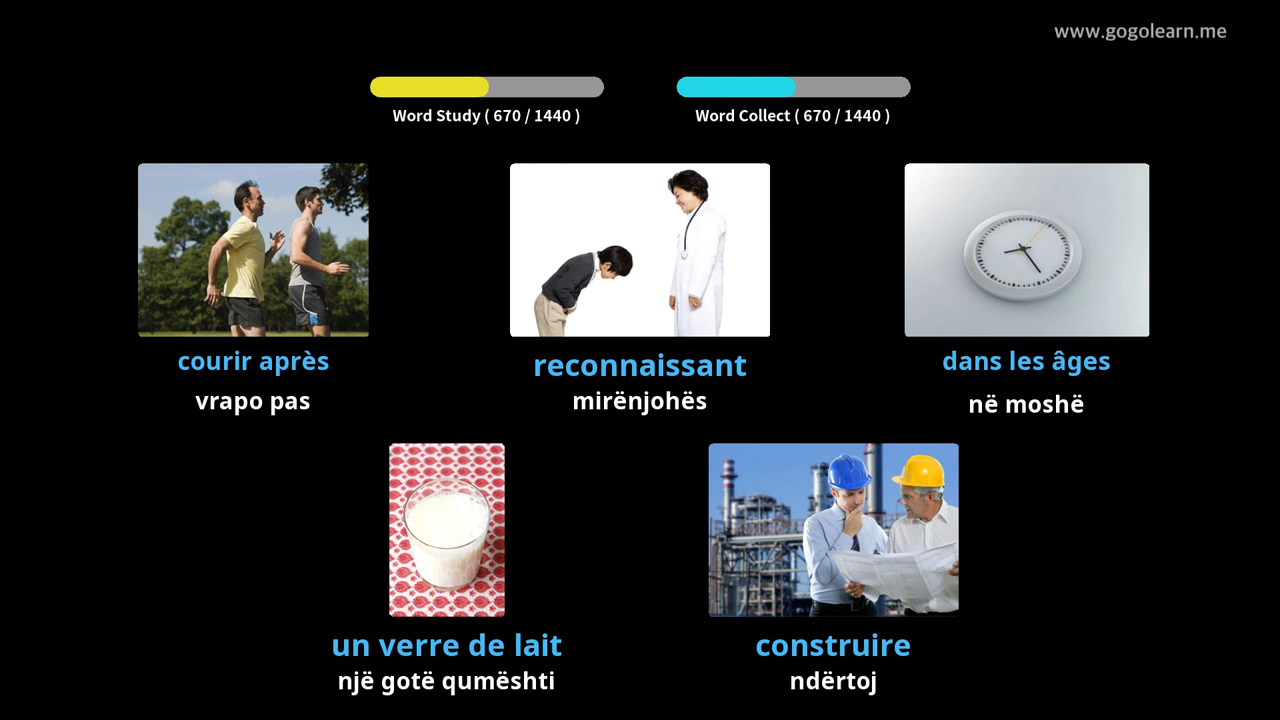 www.gogolearn.me
Word Study ( 670 / 1440 )
Word Collect ( 670 / 1440 )
courir après
vrapo pas
reconnaissant
mirënjohës
dans les âges
në moshë
un verre de lait
një gotë qumështi
construire
ndërtoj